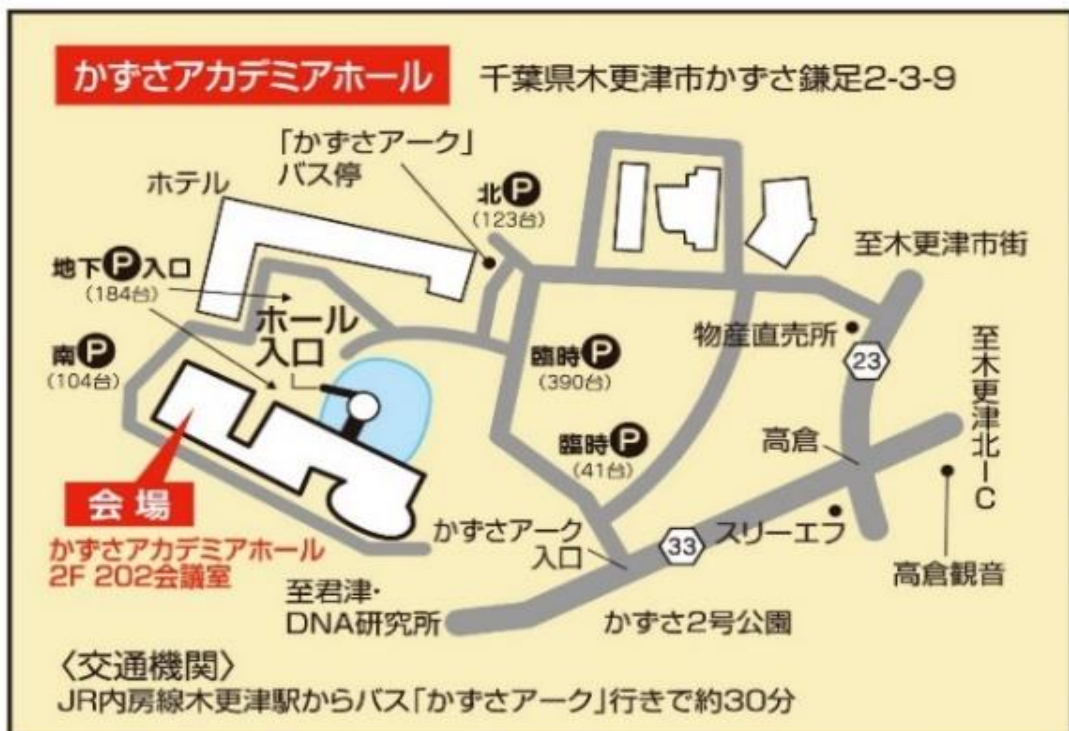 かずさアカデミアホール
千葉県木更津市かずさ鎌足2-3-9
「かずさアーク」
バス停
ホテル
北P
(123台)
至木更津市街
地下P入口
(184台)
ホール
入口
物産直売所
南P
(104台)
臨時P
(390台)
23
至木更津北IC
臨時P
(41台)
高倉
会場
かずさアカデミアホール
2F 202会議室
かずさアーク
入口
33
スリーエフ
高倉観音
至君津・
DNA研究所
かずさ2号公園
〈交通機関〉
JR内房線木更津駅からバス「かずさアーク」行きで約30分